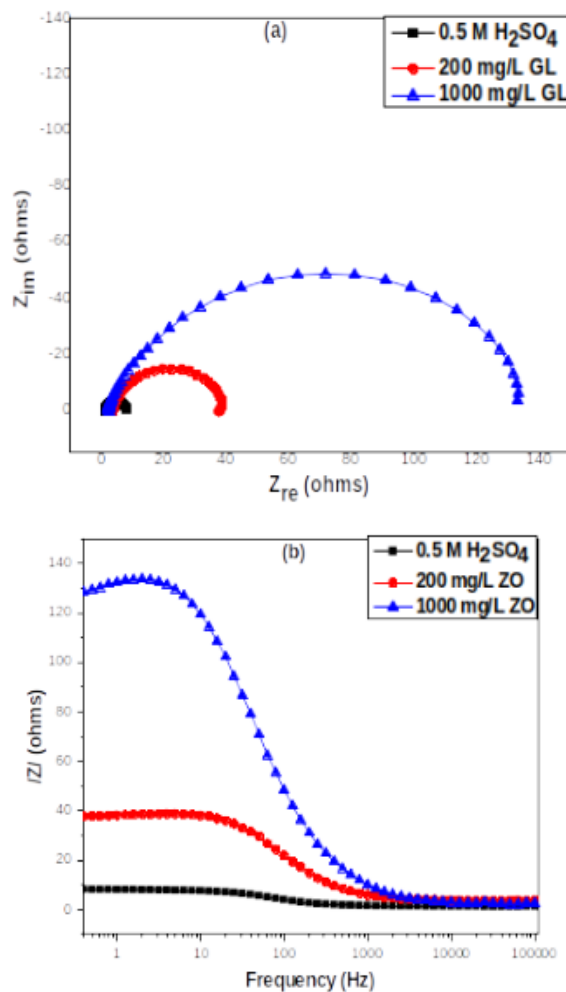 (a)
0.5 M H₂SO₄
200 mg/L GL
1000 mg/L GL
-140
-120
-100
-80
-60
-40
-20
0
Z_im (ohms)
0 20 40 60 80 100 120 140
Z_re (ohms)
(b)
0.5 M H₂SO₄
200 mg/L ZO
1000 mg/L ZO
140
120
100
80
60
40
20
0
/Z/ (ohms)
1 10 100 1000 10000 100000
Frequency (Hz)